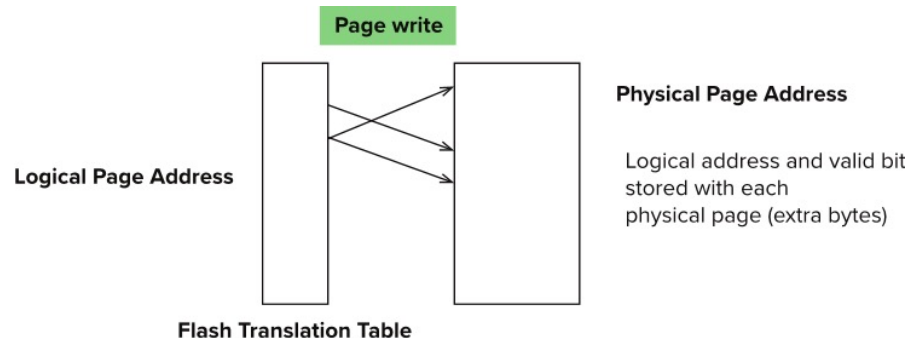 Page write
Physical Page Address
Logical address and valid bit
stored with each
physical page (extra bytes)
Logical Page Address
Flash Translation Table